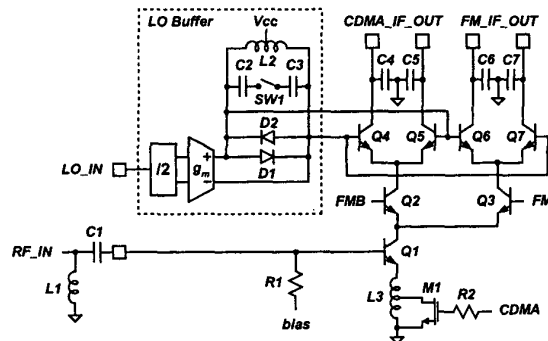 LO Buffer
Vcc
CDMA_IF_OUT
FM_IF_OUT
L2
C2
C3
SW1
C4
C5
C6
C7
D2
Q4
Q5
Q6
Q7
LO_IN
/2
gm
+
−
D1
FMB
Q2
Q3
FM
RF_IN
C1
Q1
L1
R1
bias
L3
M1
R2
CDMA